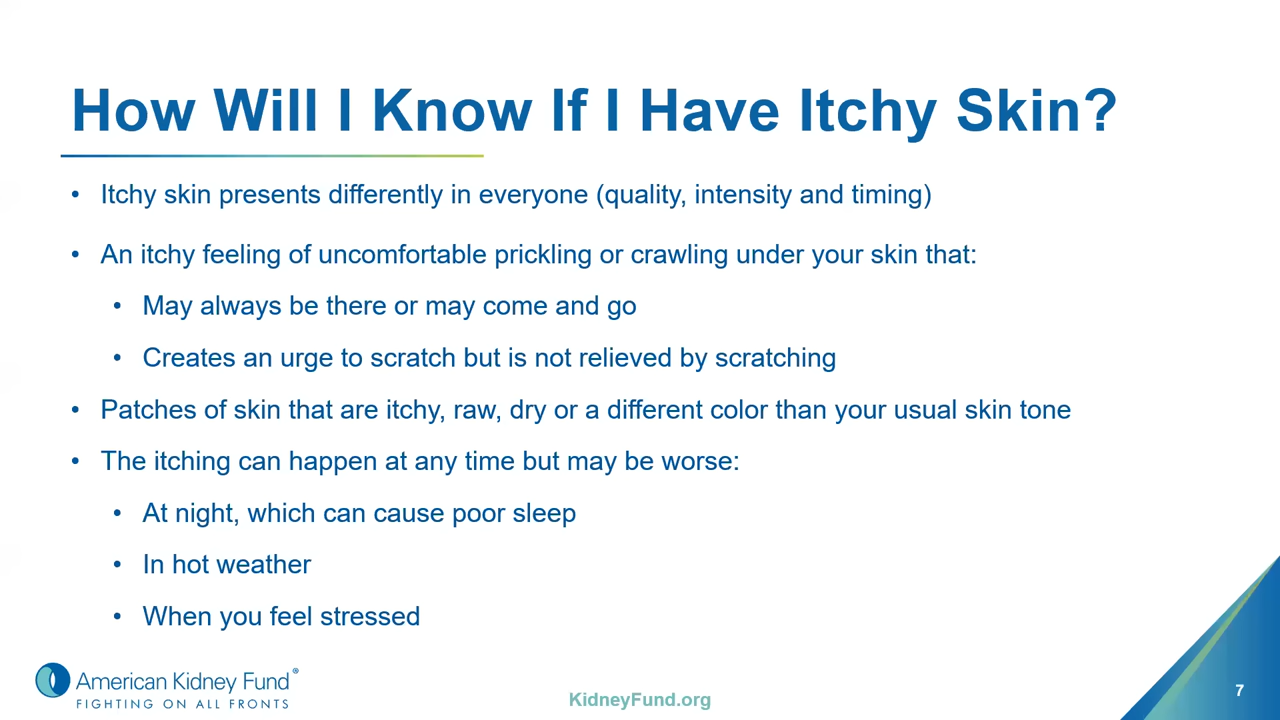 How Will I Know If I Have Itchy Skin?
• Itchy skin presents differently in everyone (quality, intensity and timing)
• An itchy feeling of uncomfortable prickling or crawling under your skin that:
• May always be there or may come and go
• Creates an urge to scratch but is not relieved by scratching
• Patches of skin that are itchy, raw, dry or a different color than your usual skin tone
• The itching can happen at any time but may be worse:
• At night, which can cause poor sleep
• In hot weather
• When you feel stressed
American Kidney Fund®
FIGHTING ON ALL FRONTS
KidneyFund.org
7